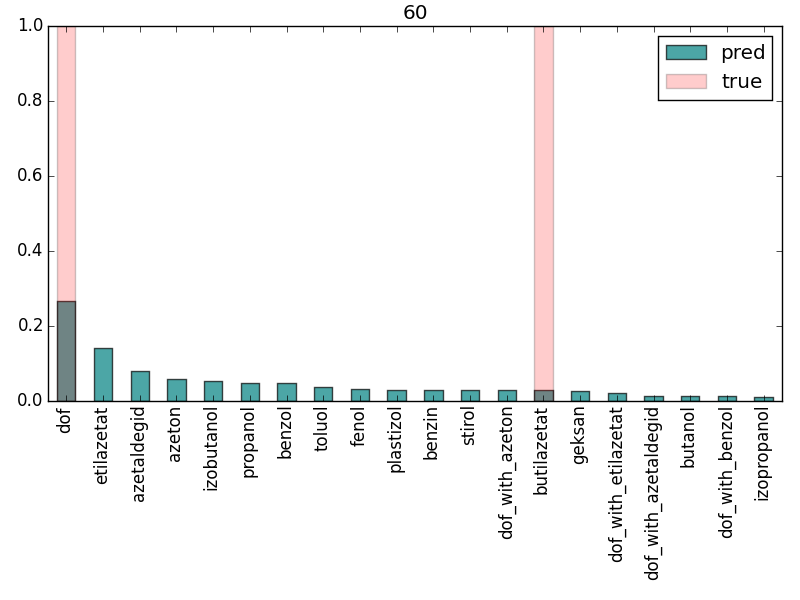 60
1.0
0.8
0.6
0.4
0.2
0.0
pred
true
dof
etilazetat
azetaldegid
azeton
izobutanol
propanol
benzol
toluol
fenol
plastizol
benzin
stirol
dof_with_azeton
butilazetat
geksan
dof_with_etilazetat
dof_with_azetaldegid
butanol
dof_with_benzol
izopropanol